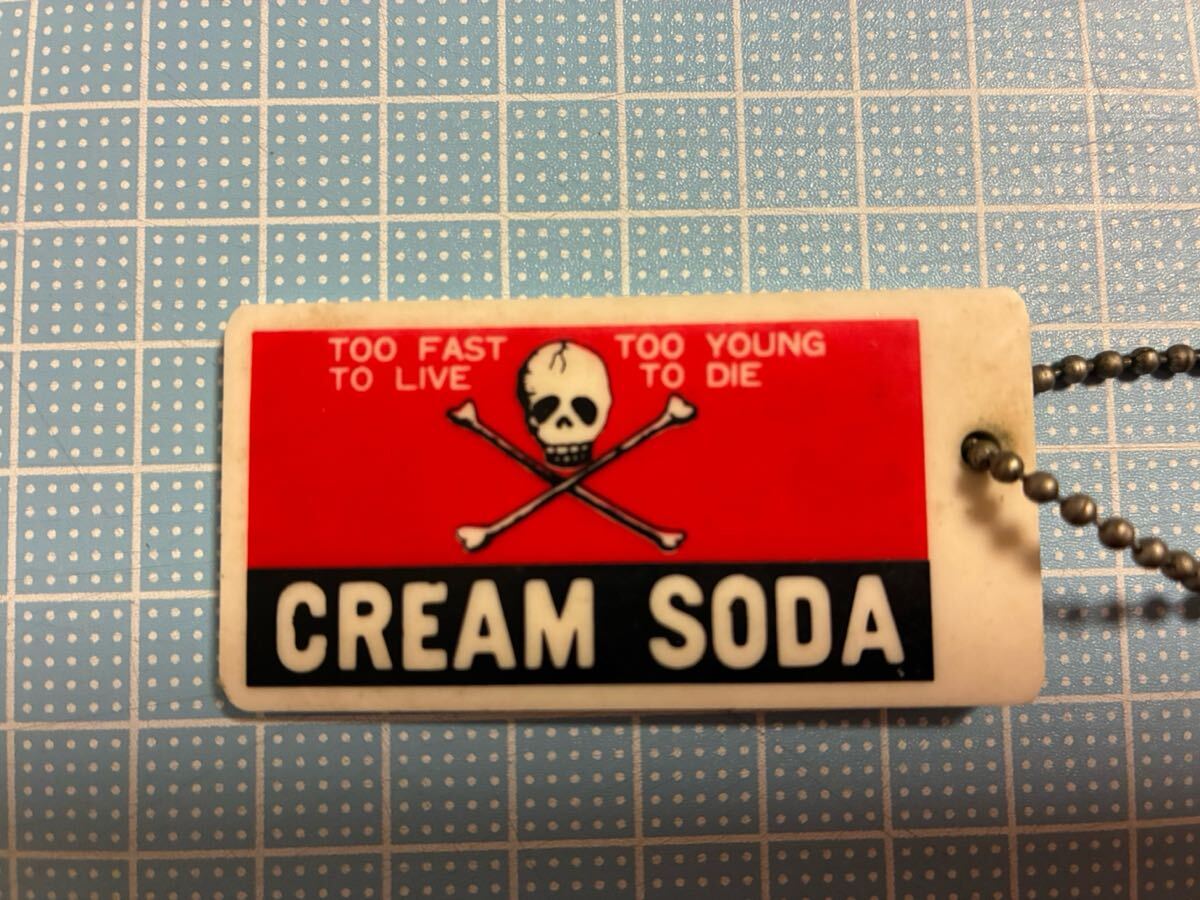 TOO FAST
TO LIVE
TOO YOUNG
TO DIE
CREAM SODA